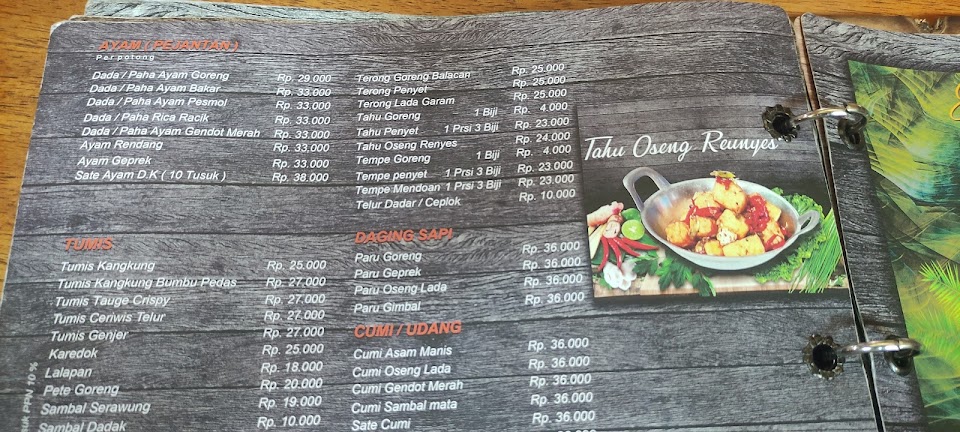 AYAM ( PEJANTAN )
Per potong
Dada / Paha Ayam Goreng Rp. 29.000
Dada / Paha Ayam Bakar Rp. 33.000
Dada / Paha Ayam Pesmol Rp. 33.000
Dada / Paha Rica Racik Rp. 33.000
Dada / Paha Ayam Gendot Merah Rp. 33.000
Ayam Rendang Rp. 33.000
Ayam Geprek Rp. 33.000
Sate Ayam D.K ( 10 Tusuk ) Rp. 38.000
TUMIS
Tumis Kangkung Rp. 25.000
Tumis Kangkung Bumbu Pedas Rp. 27.000
Tumis Tauge Crispy Rp. 27.000
Tumis Ceriwis Telur Rp. 27.000
Tumis Genjer Rp. 27.000
Karedok Rp. 25.000
Lalapan Rp. 18.000
Pete Goreng Rp. 20.000
Sambal Serawung Rp. 19.000
Sambal Dadak Rp. 10.000
PPN 10 %
Terong Goreng Balacan Rp. 25.000
Terong Penyet Rp. 25.000
Terong Lada Garam Rp. 25.000
Tahu Goreng 1 Biji Rp. 4.000
Tahu Penyet 1 Prsi 3 Biji Rp. 23.000
Tahu Oseng Renyes Rp. 24.000
Tempe Goreng 1 Biji Rp. 4.000
Tempe penyet 1 Prsi 3 Biji Rp. 23.000
Tempe Mendoan 1 Prsi 3 Biji Rp. 23.000
Telur Dadar / Ceplok Rp. 10.000
DAGING SAPI
Paru Goreng Rp. 36.000
Paru Geprek Rp. 36.000
Paru Oseng Lada Rp. 36.000
Paru Gimbal Rp. 36.000
CUMI / UDANG
Cumi Asam Manis Rp. 36.000
Cumi Oseng Lada Rp. 36.000
Cumi Gendot Merah Rp. 36.000
Cumi Sambal mata Rp. 36.000
Sate Cumi Rp. 36.000
Tahu Oseng Reunyes